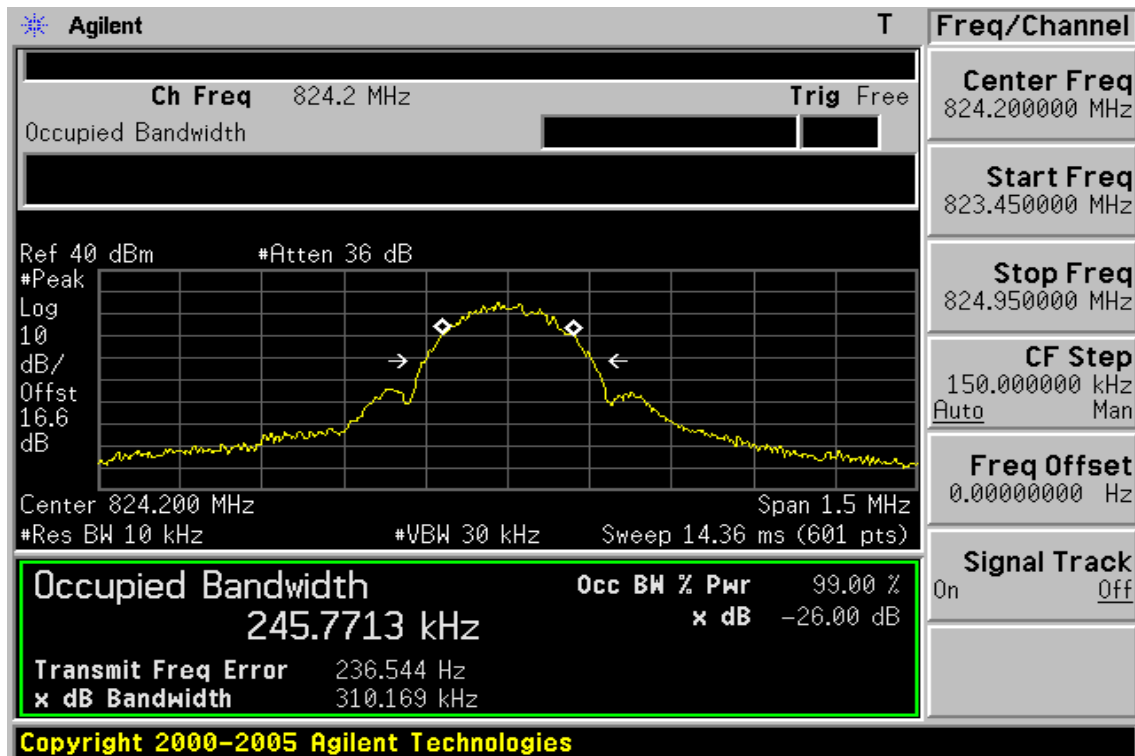 Agilent T
Ch Freq 824.2 MHz Trig Free
Occupied Bandwidth
Ref 40 dBm #Atten 36 dB
#Peak
Log
10
dB/
Offst
16.6
dB
Center 824.200 MHz Span 1.5 MHz
#Res BW 10 kHz #VBW 30 kHz Sweep 14.36 ms (601 pts)
Occupied Bandwidth
245.7713 kHz
Occ BW % Pwr 99.00 %
x dB -26.00 dB
Transmit Freq Error 236.544 Hz
x dB Bandwidth 310.169 kHz
Copyright 2000-2005 Agilent Technologies
Freq/Channel
Center Freq
824.200000 MHz
Start Freq
823.450000 MHz
Stop Freq
824.950000 MHz
CF Step
150.000000 kHz
Auto Man
Freq Offset
0.00000000 Hz
Signal Track
On Off